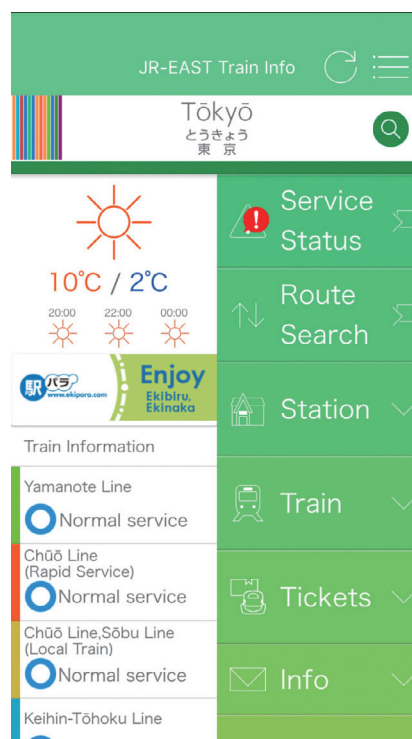 JR-EAST Train Info
Tōkyō
とうきょう
東 京
10℃ / 2℃
20:00 22:00 00:00
駅パラ
www.ekipara.com
Enjoy
Ekibiru,
Ekinaka
Train Information
Yamanote Line
Normal service
Chūō Line
(Rapid Service)
Normal service
Chūō Line,Sōbu Line
(Local Train)
Normal service
Keihin-Tōhoku Line
!
Service
Status
Route
Search
Station
Train
Tickets
Info